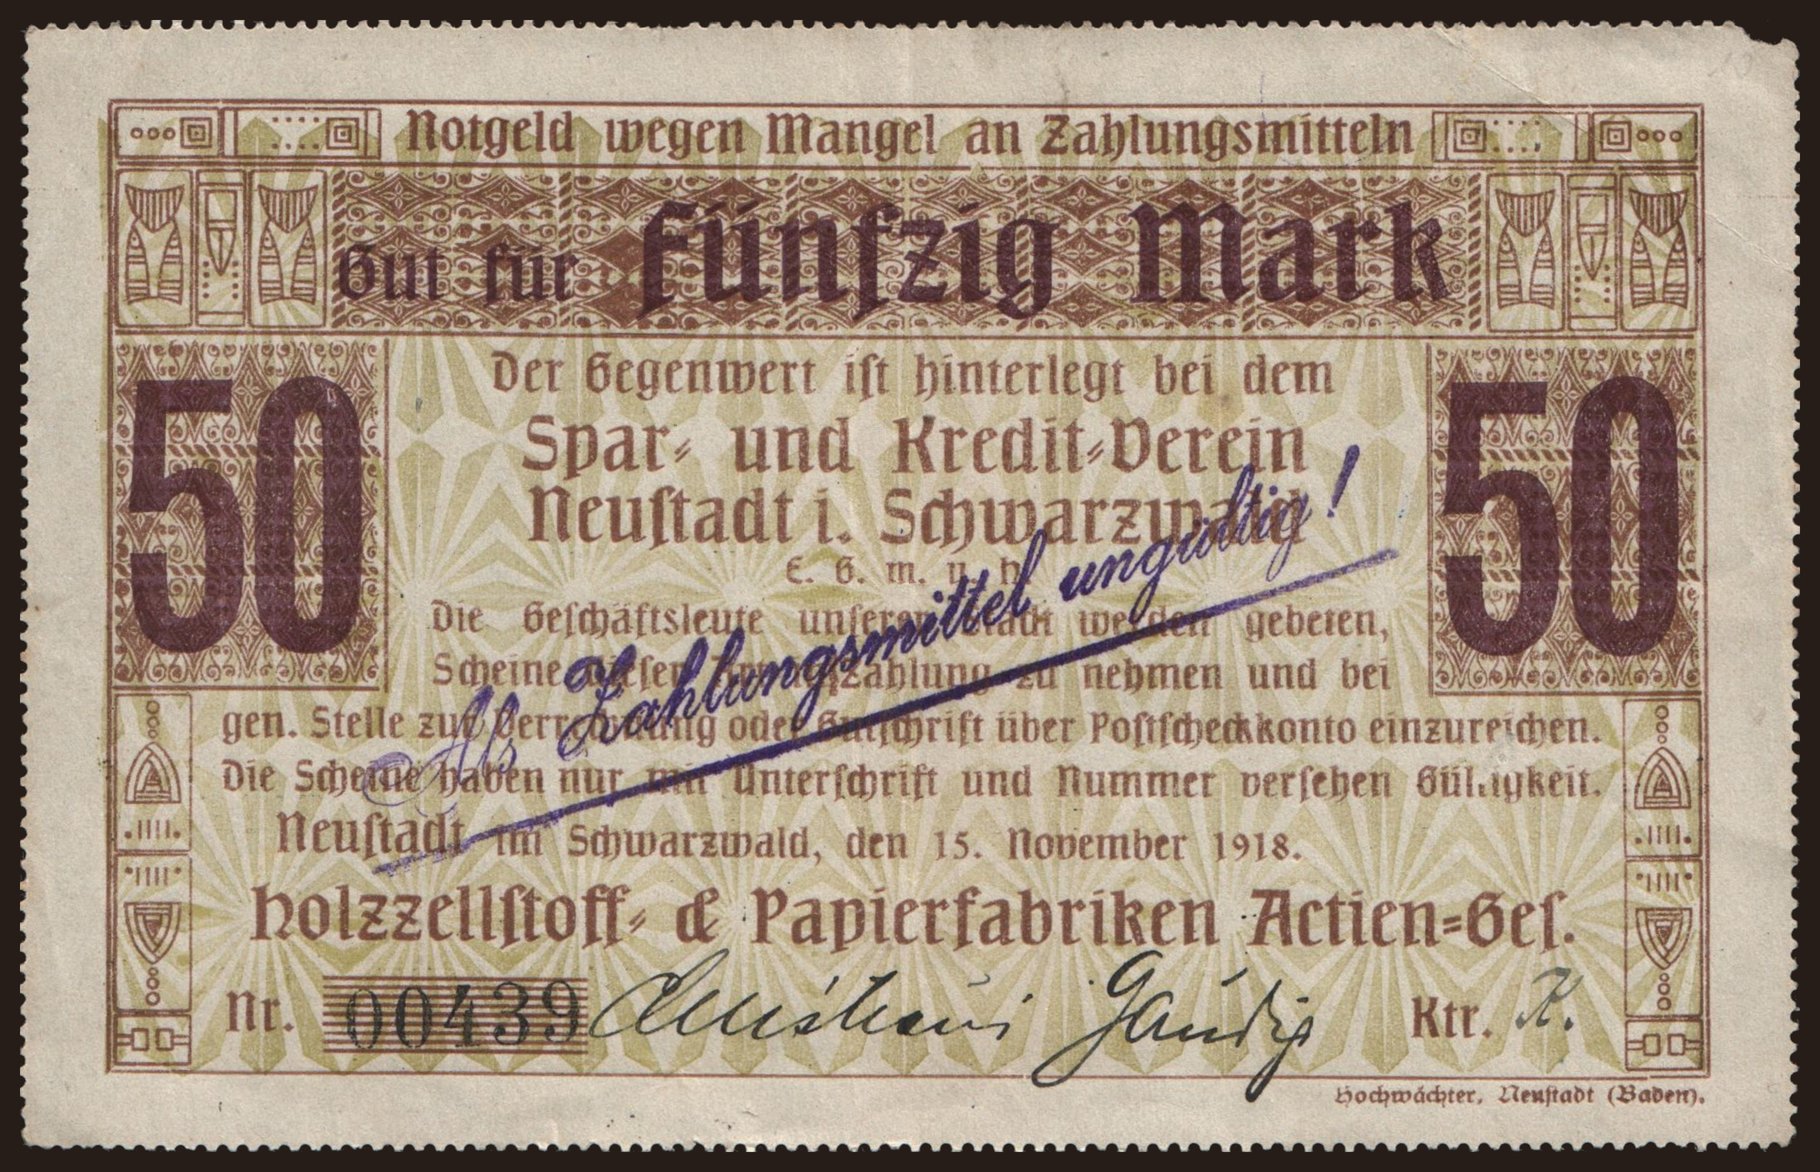 Notgeld wegen Mangel an Zahlungsmitteln
Gut für Fünfzig Mark
50
50
Der Gegenwert ist hinterlegt bei dem
Spar- und Kredit-Verein
Neustadt i. Schwarzwald
E. G. m. u. h.
Die Geschäftsleute unserer Stadt werden gebeten,
Scheine dieser zahlung zu nehmen und bei
gen. Stelle zur Verrechnung oder Gutschrift über Postscheckkonto einzureichen.
Die Scheine haben nur mit Unterschrift und Nummer versehen Gültigkeit.
Als Zahlungsmittel ungültig!
Neustadt im Schwarzwald, den 15. November 1918.
Holzzellstoff- & Papierfabriken Actien=Ges.
Nr. 00439 Ktr. K.
Hochwächter, Neustadt (Baden).